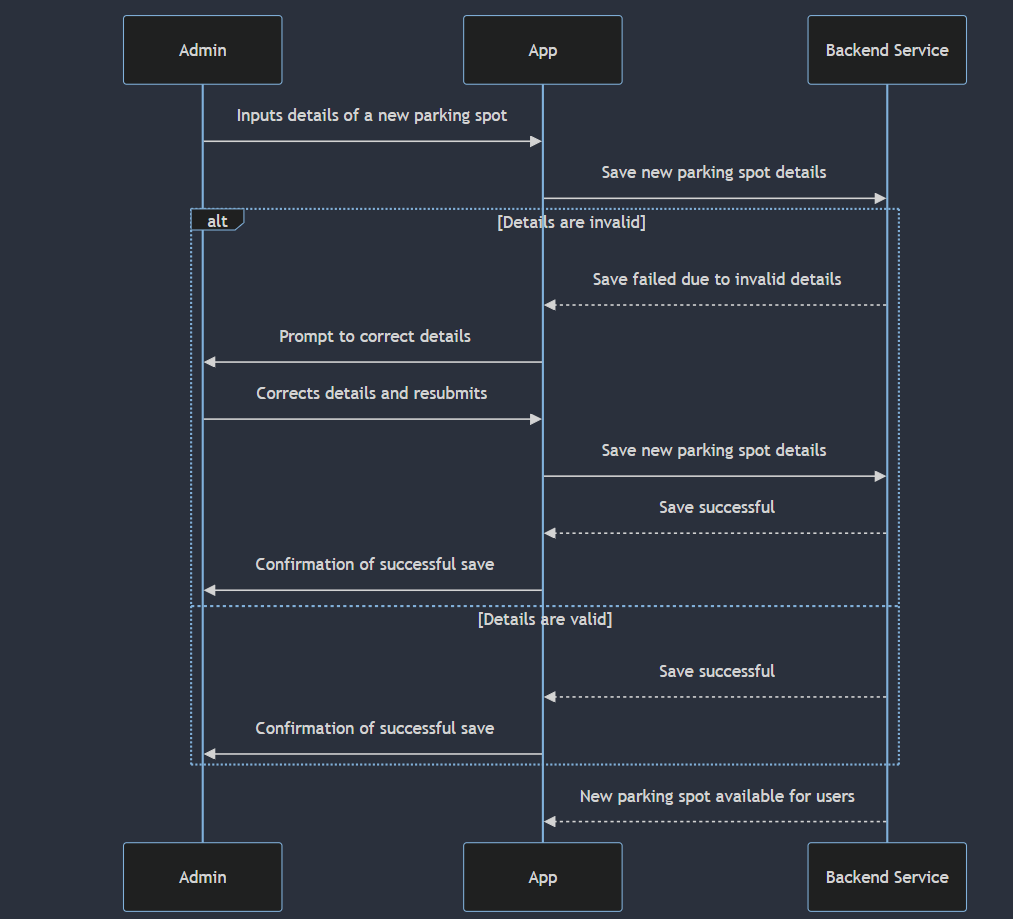 Admin
App
Backend Service
Inputs details of a new parking spot
Save new parking spot details
alt
[Details are invalid]
Save failed due to invalid details
Prompt to correct details
Corrects details and resubmits
Save new parking spot details
Save successful
Confirmation of successful save
[Details are valid]
Save successful
Confirmation of successful save
New parking spot available for users
Admin
App
Backend Service